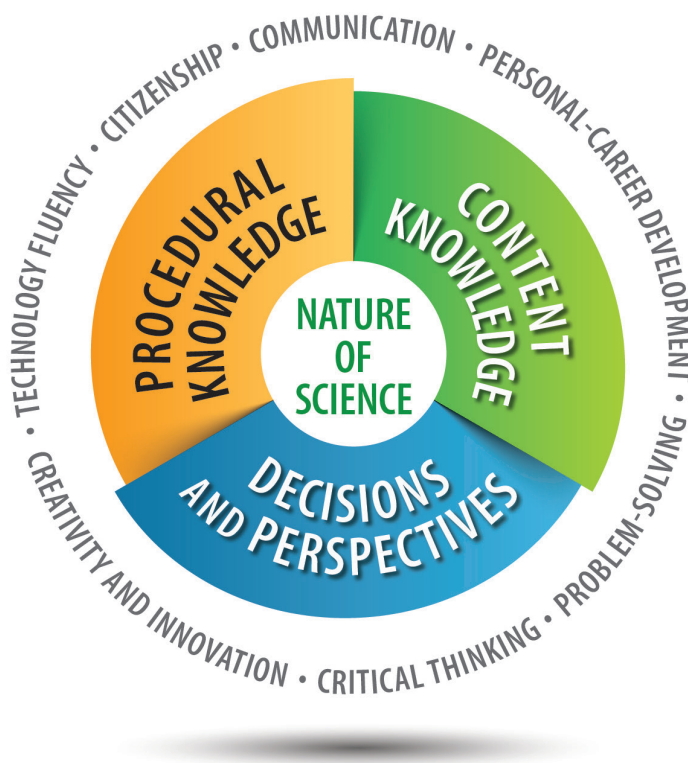 CITIZENSHIP • COMMUNICATION • PERSONAL-CAREER DEVELOPMENT • PROBLEM-SOLVING • CRITICAL THINKING • CREATIVITY AND INNOVATION • TECHNOLOGY FLUENCY •
PROCEDURAL
KNOWLEDGE
CONTENT
KNOWLEDGE
NATURE
OF
SCIENCE
DECISIONS
AND PERSPECTIVES